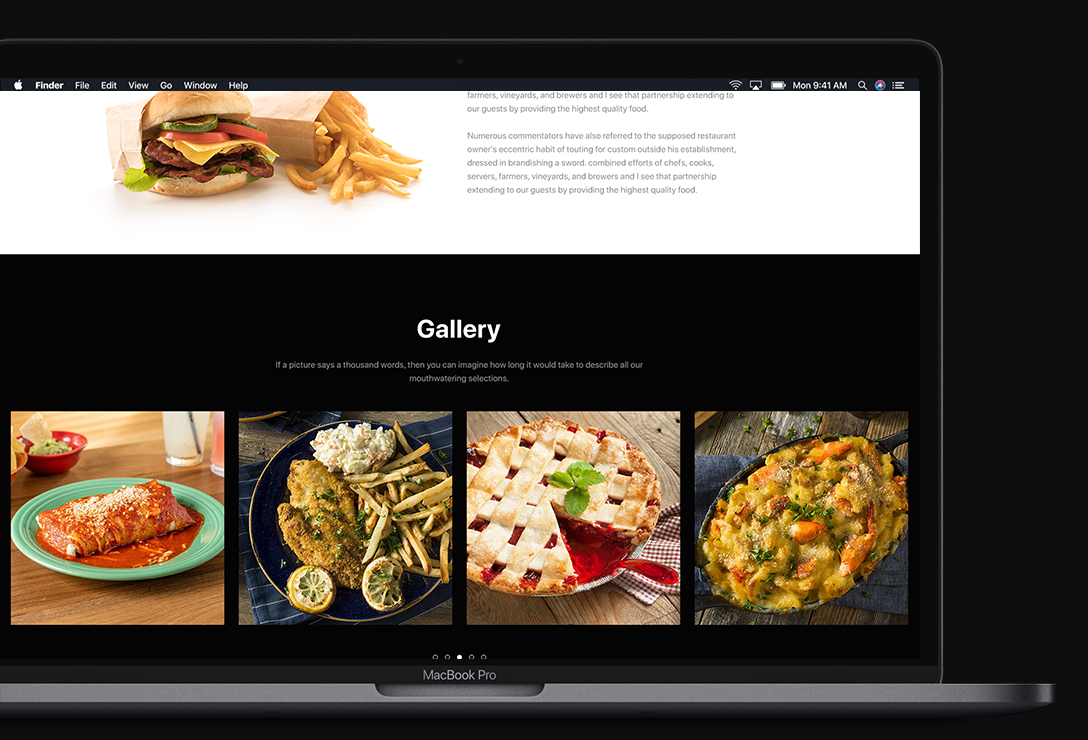 Finder File Edit View Go Window Help Mon 9:41 AM
farmers, vineyards, and brewers and I see that partnership extending to
our guests by providing the highest quality food.
Numerous commentators have also referred to the supposed restaurant
owner's eccentric habit of touting for custom outside his establishment,
dressed in brandishing a sword. combined efforts of chefs, cooks,
servers, farmers, vineyards, and brewers and I see that partnership
extending to our guests by providing the highest quality food.
Gallery
If a picture says a thousand words, then you can imagine how long it would take to describe all our
mouthwatering selections.
MacBook Pro